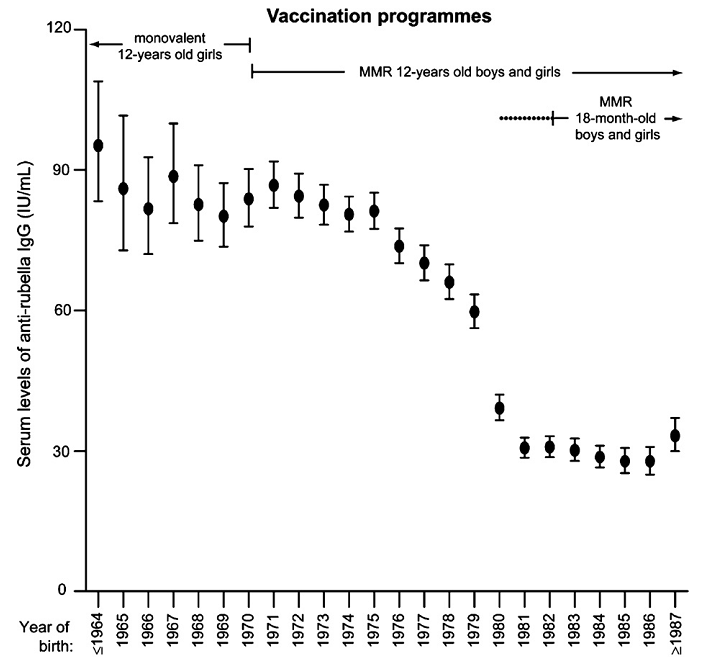 Vaccination programmes
monovalent
12-years old girls
MMR 12-years old boys and girls
MMR
18-month-old
boys and girls
Serum levels of anti-rubella IgG (IU/mL)
120
90
60
30
0
Year of
birth:
≤1964
1965
1966
1967
1968
1969
1970
1971
1972
1973
1974
1975
1976
1977
1978
1979
1980
1981
1982
1983
1984
1985
1986
≥1987